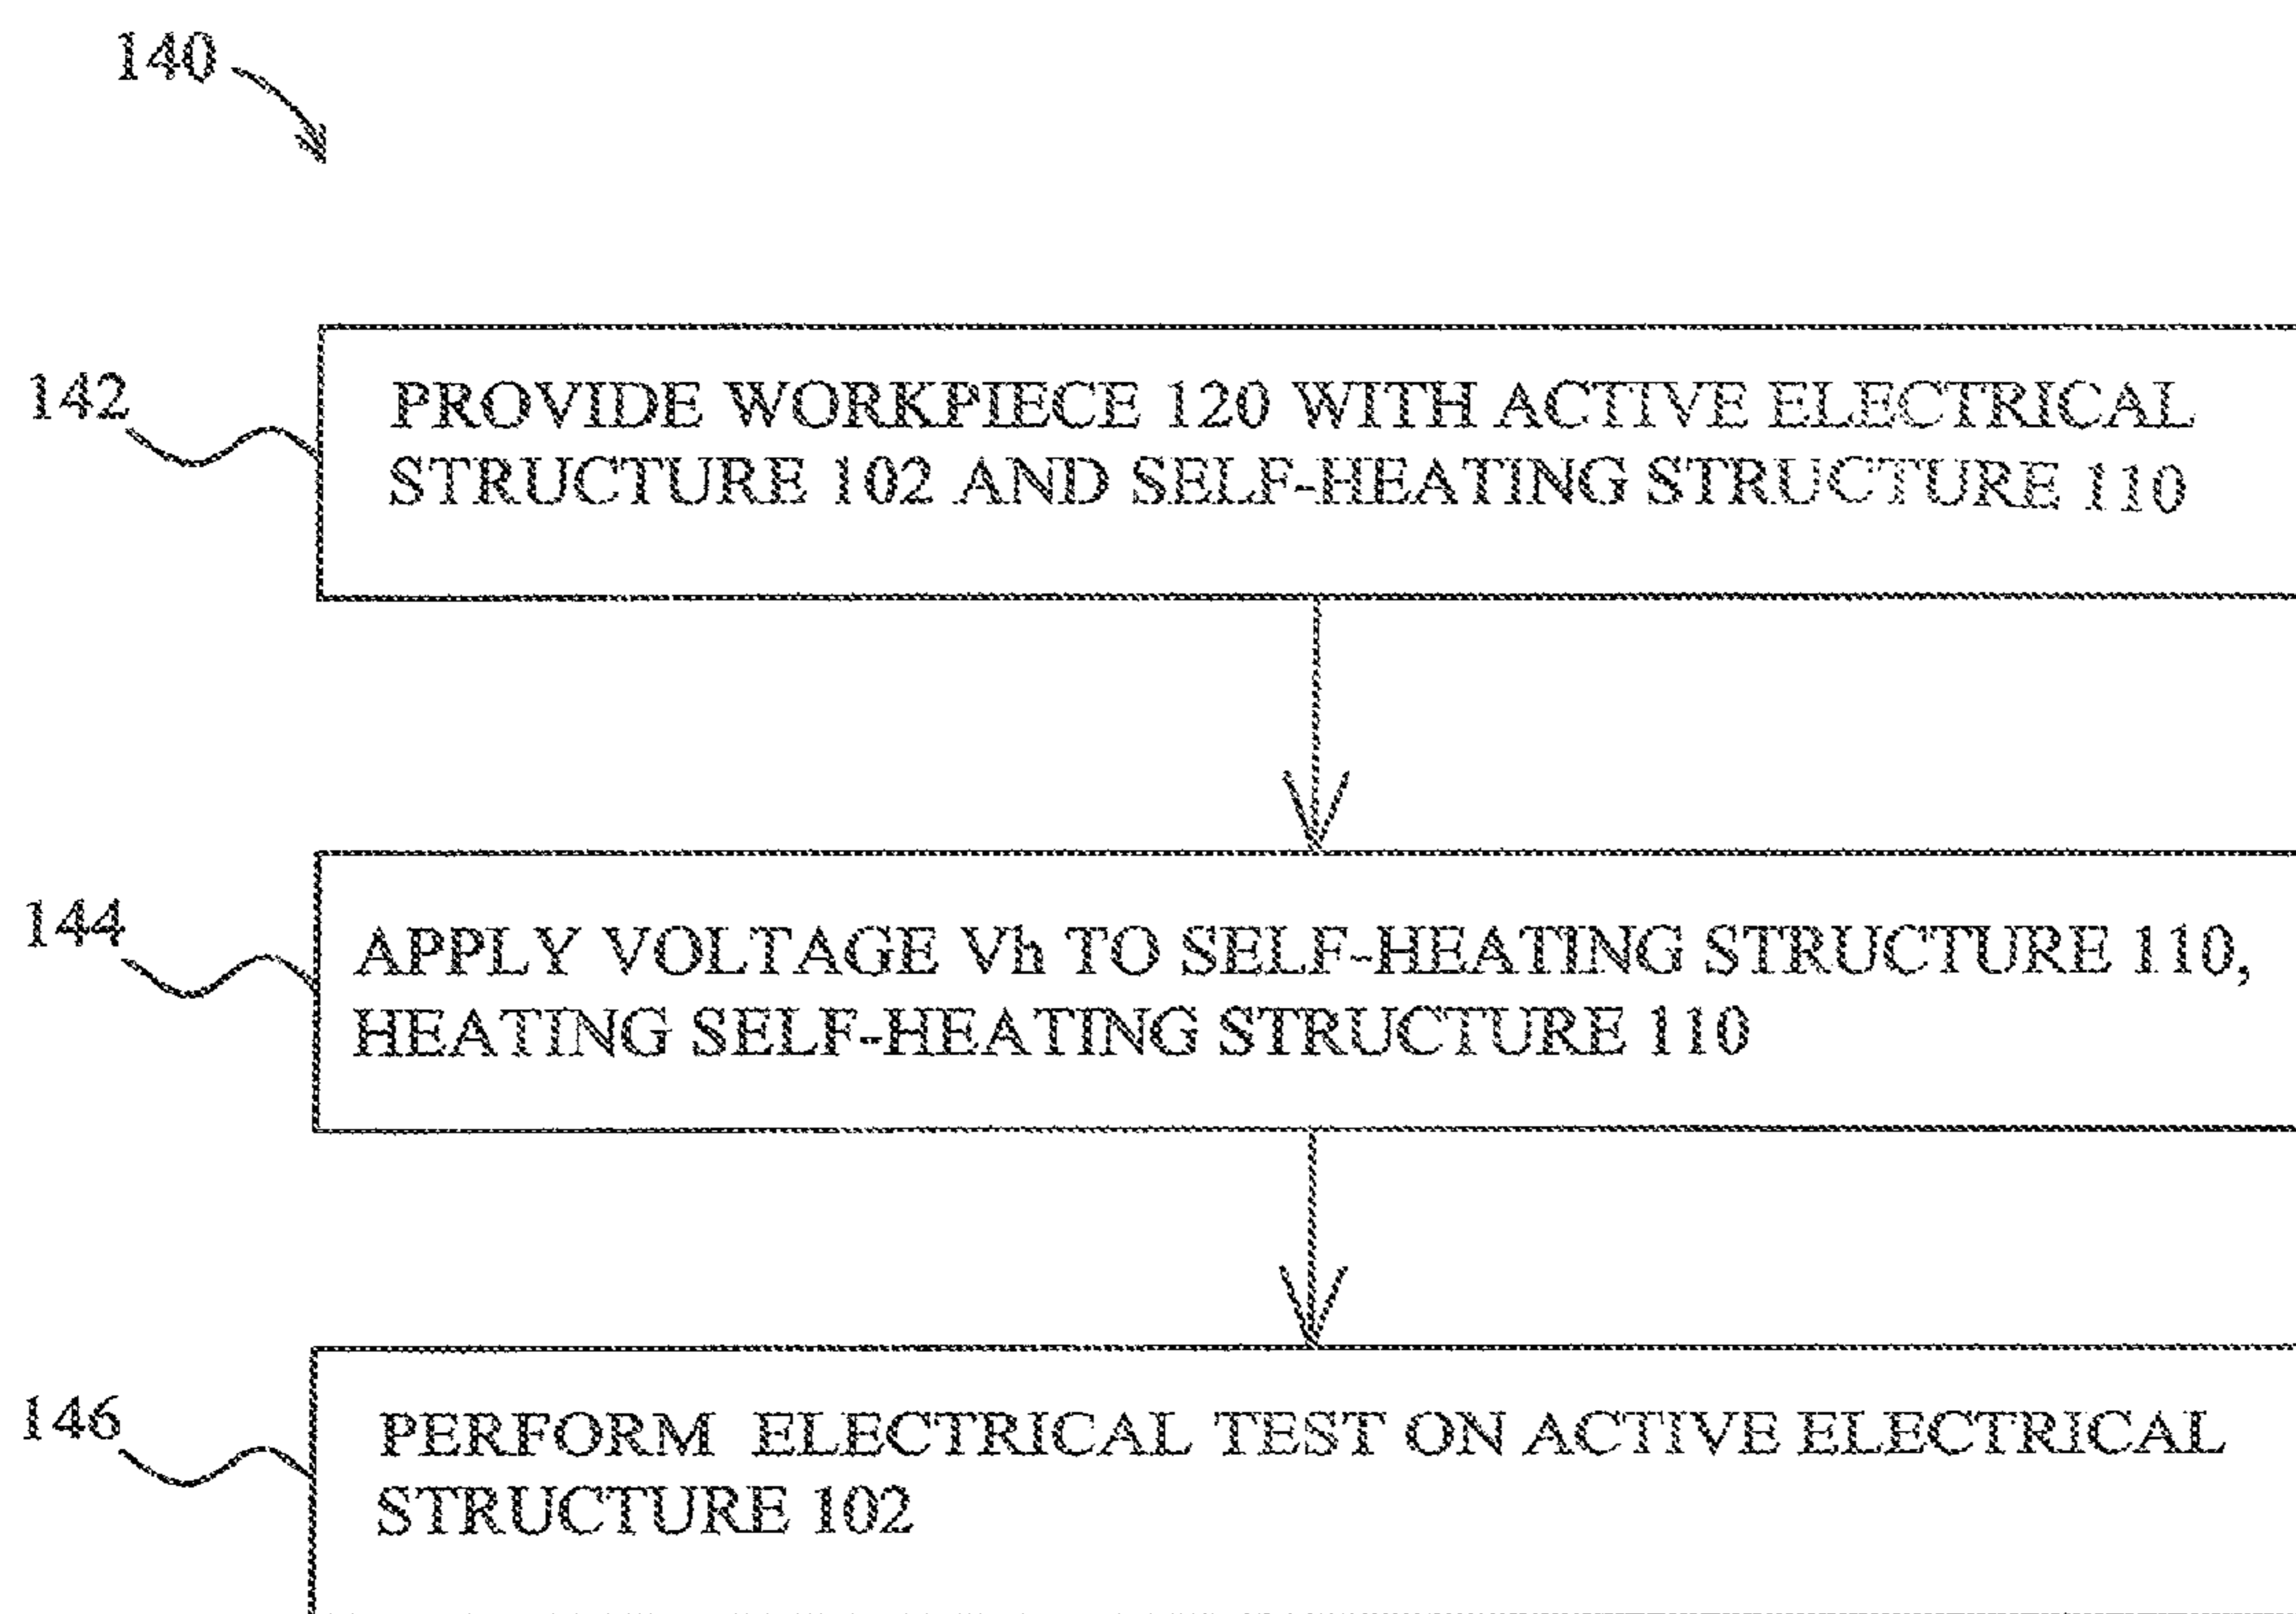 140
142
PROVIDE WORKPIECE 120 WITH ACTIVE ELECTRICAL
STRUCTURE 102 AND SELF-HEATING STRUCTURE 110
144
APPLY VOLTAGE Vh TO SELF-HEATING STRUCTURE 110,
HEATING SELF-HEATING STRUCTURE 110
146
PERFORM ELECTRICAL TEST ON ACTIVE ELECTRICAL
STRUCTURE 102